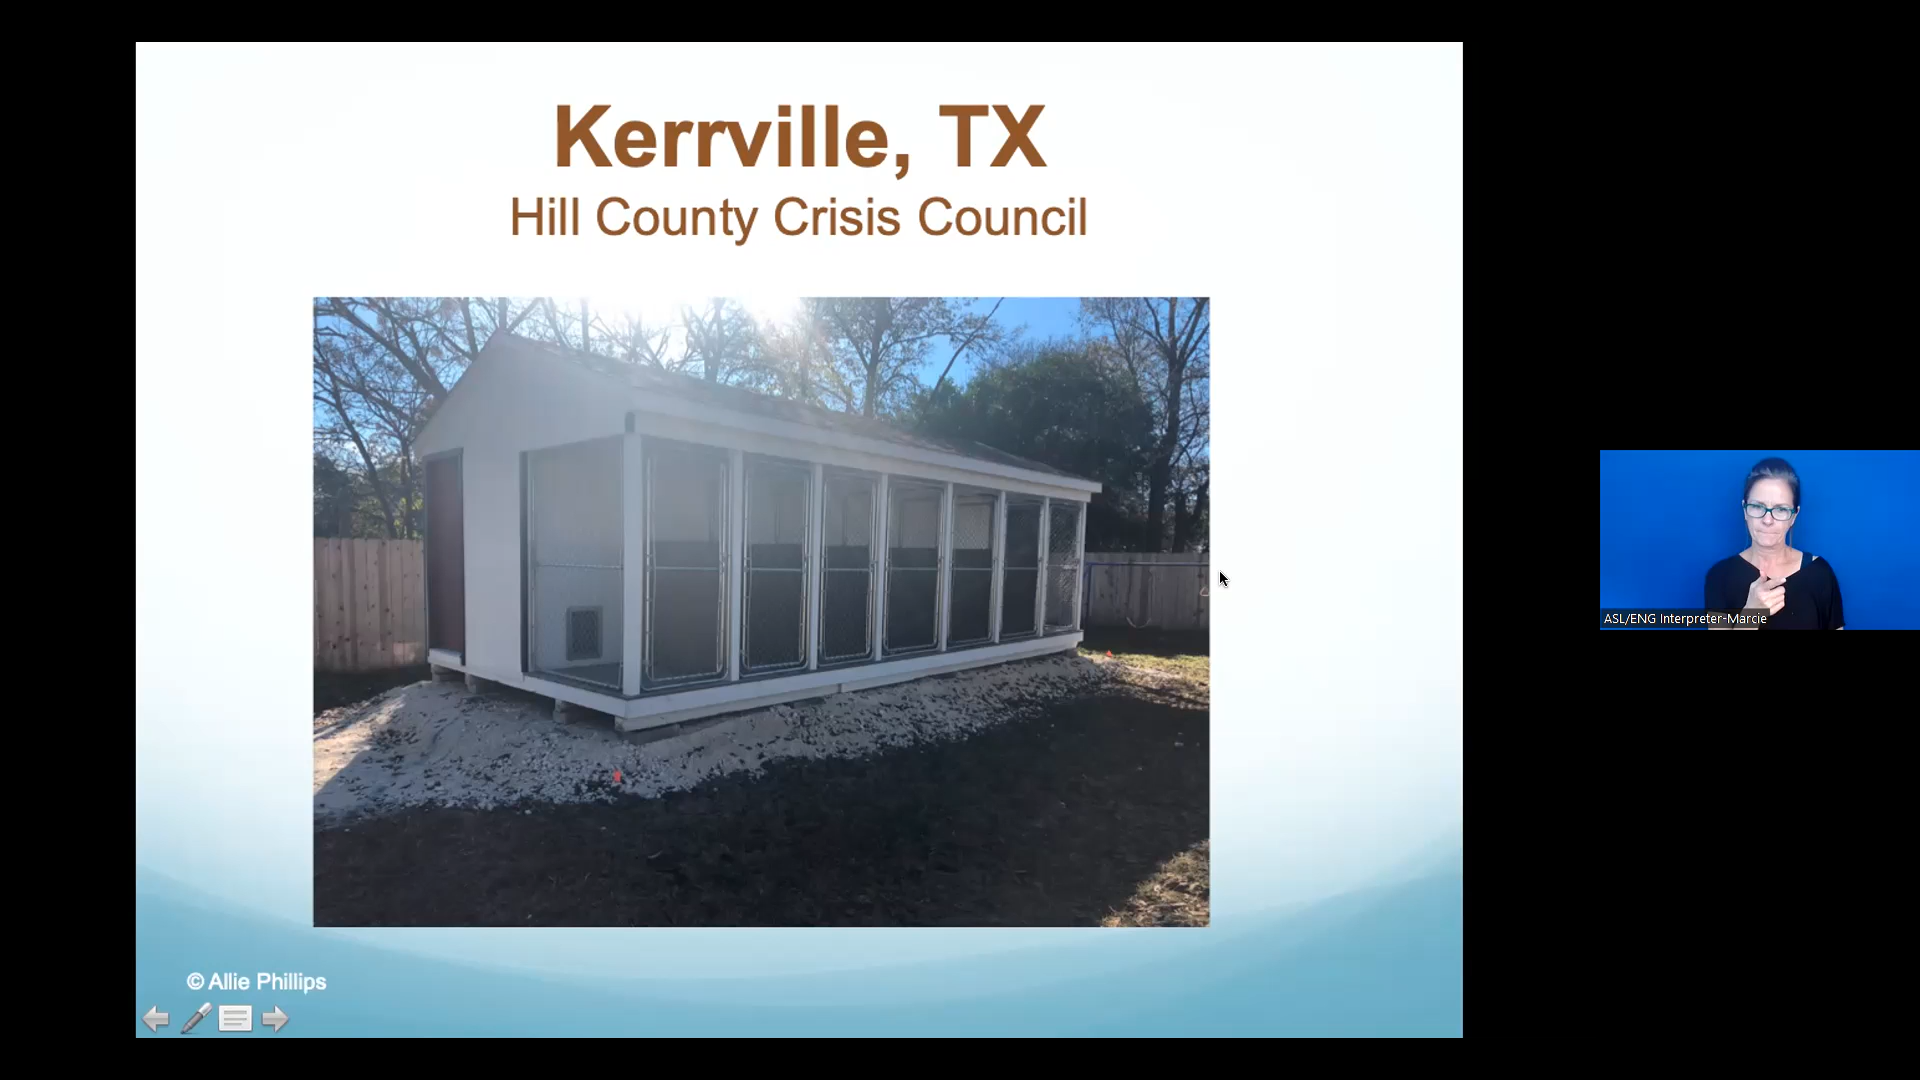 Kerrville, TX
Hill County Crisis Council
© Allie Phillips
ASL/ENG Interpreter-Marcie